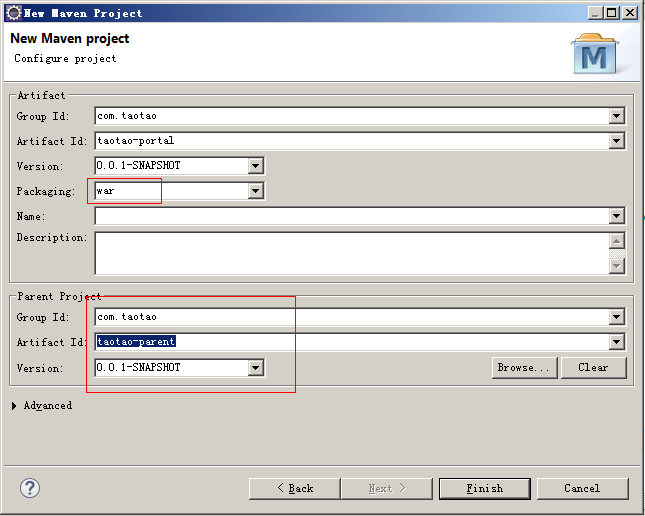 New Maven Project
New Maven project
Configure project
M
Artifact
Group Id: com.taotao
Artifact Id: taotao-portal
Version: 0.0.1-SNAPSHOT
Packaging: war
Name:
Description:
Parent Project
Group Id: com.taotao
Artifact Id: taotao-parent
Version: 0.0.1-SNAPSHOT Browse... Clear
Advanced
? < Back Next > Finish Cancel